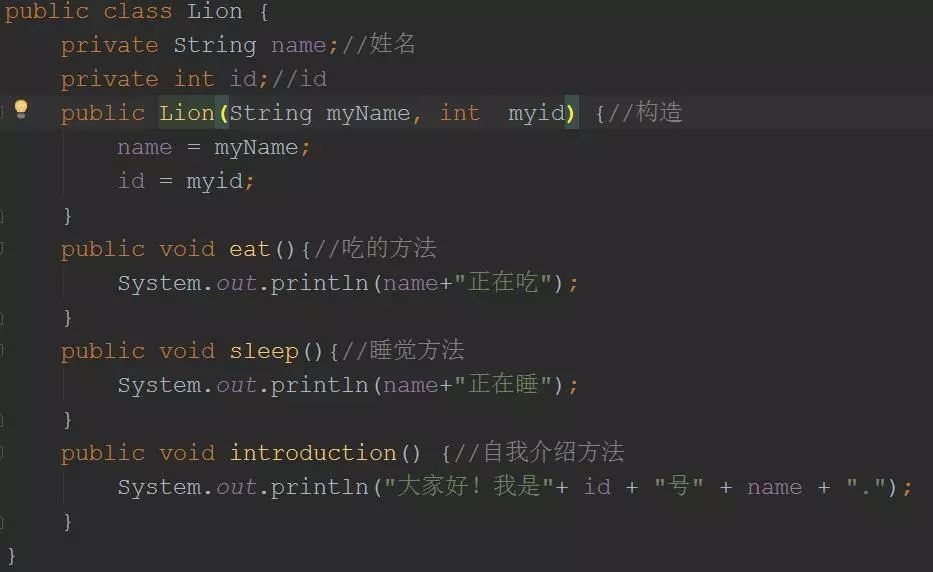 public class Lion {
    private String name;//姓名
    private int id;//id
    public Lion(String myName, int  myid) {//构造
        name = myName;
        id = myid;
    }
    public void eat(){//吃的方法
        System.out.println(name+"正在吃");
    }
    public void sleep(){//睡觉方法
        System.out.println(name+"正在睡");
    }
    public void introduction() {//自我介绍方法
        System.out.println("大家好！我是"+ id + "号" + name + ".");
    }
}